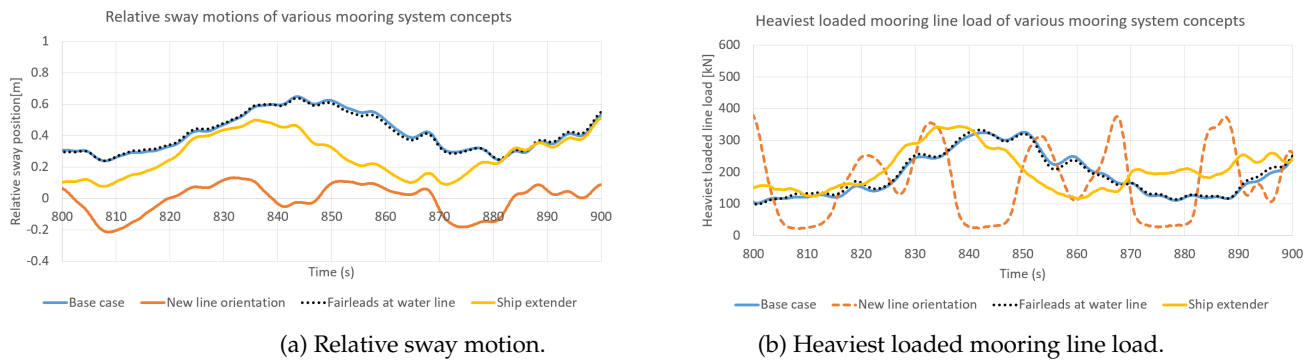 Relative sway motions of various mooring system concepts
Relative sway position[m]
1
0.8
0.6
0.4
0.2
0
-0.2
-0.4
800 810 820 830 840 850 860 870 880 890 900
Time (s)
Base case New line orientation Fairleads at water line Ship extender
(a) Relative sway motion.
Heaviest loaded mooring line load of various mooring system concepts
Heaviest loaded line load [kN]
600
500
400
300
200
100
0
800 810 820 830 840 850 860 870 880 890 900
Time (s)
Base case New line orientation Fairleads at water line Ship extender
(b) Heaviest loaded mooring line load.